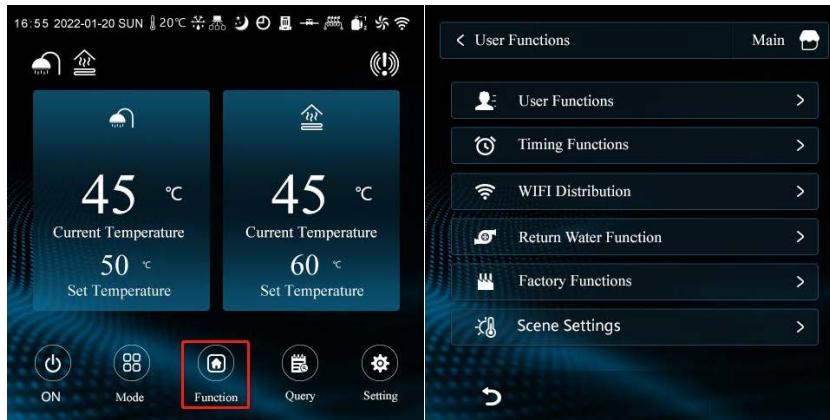 16:55 2022-01-20 SUN 20℃
45 ℃
Current Temperature
50 ℃
Set Temperature
45 ℃
Current Temperature
60 ℃
Set Temperature
ON
Mode
Function
Query
Setting
< User Functions
Main
User Functions >
Timing Functions >
WIFI Distribution >
Return Water Function >
Factory Functions >
Scene Settings >